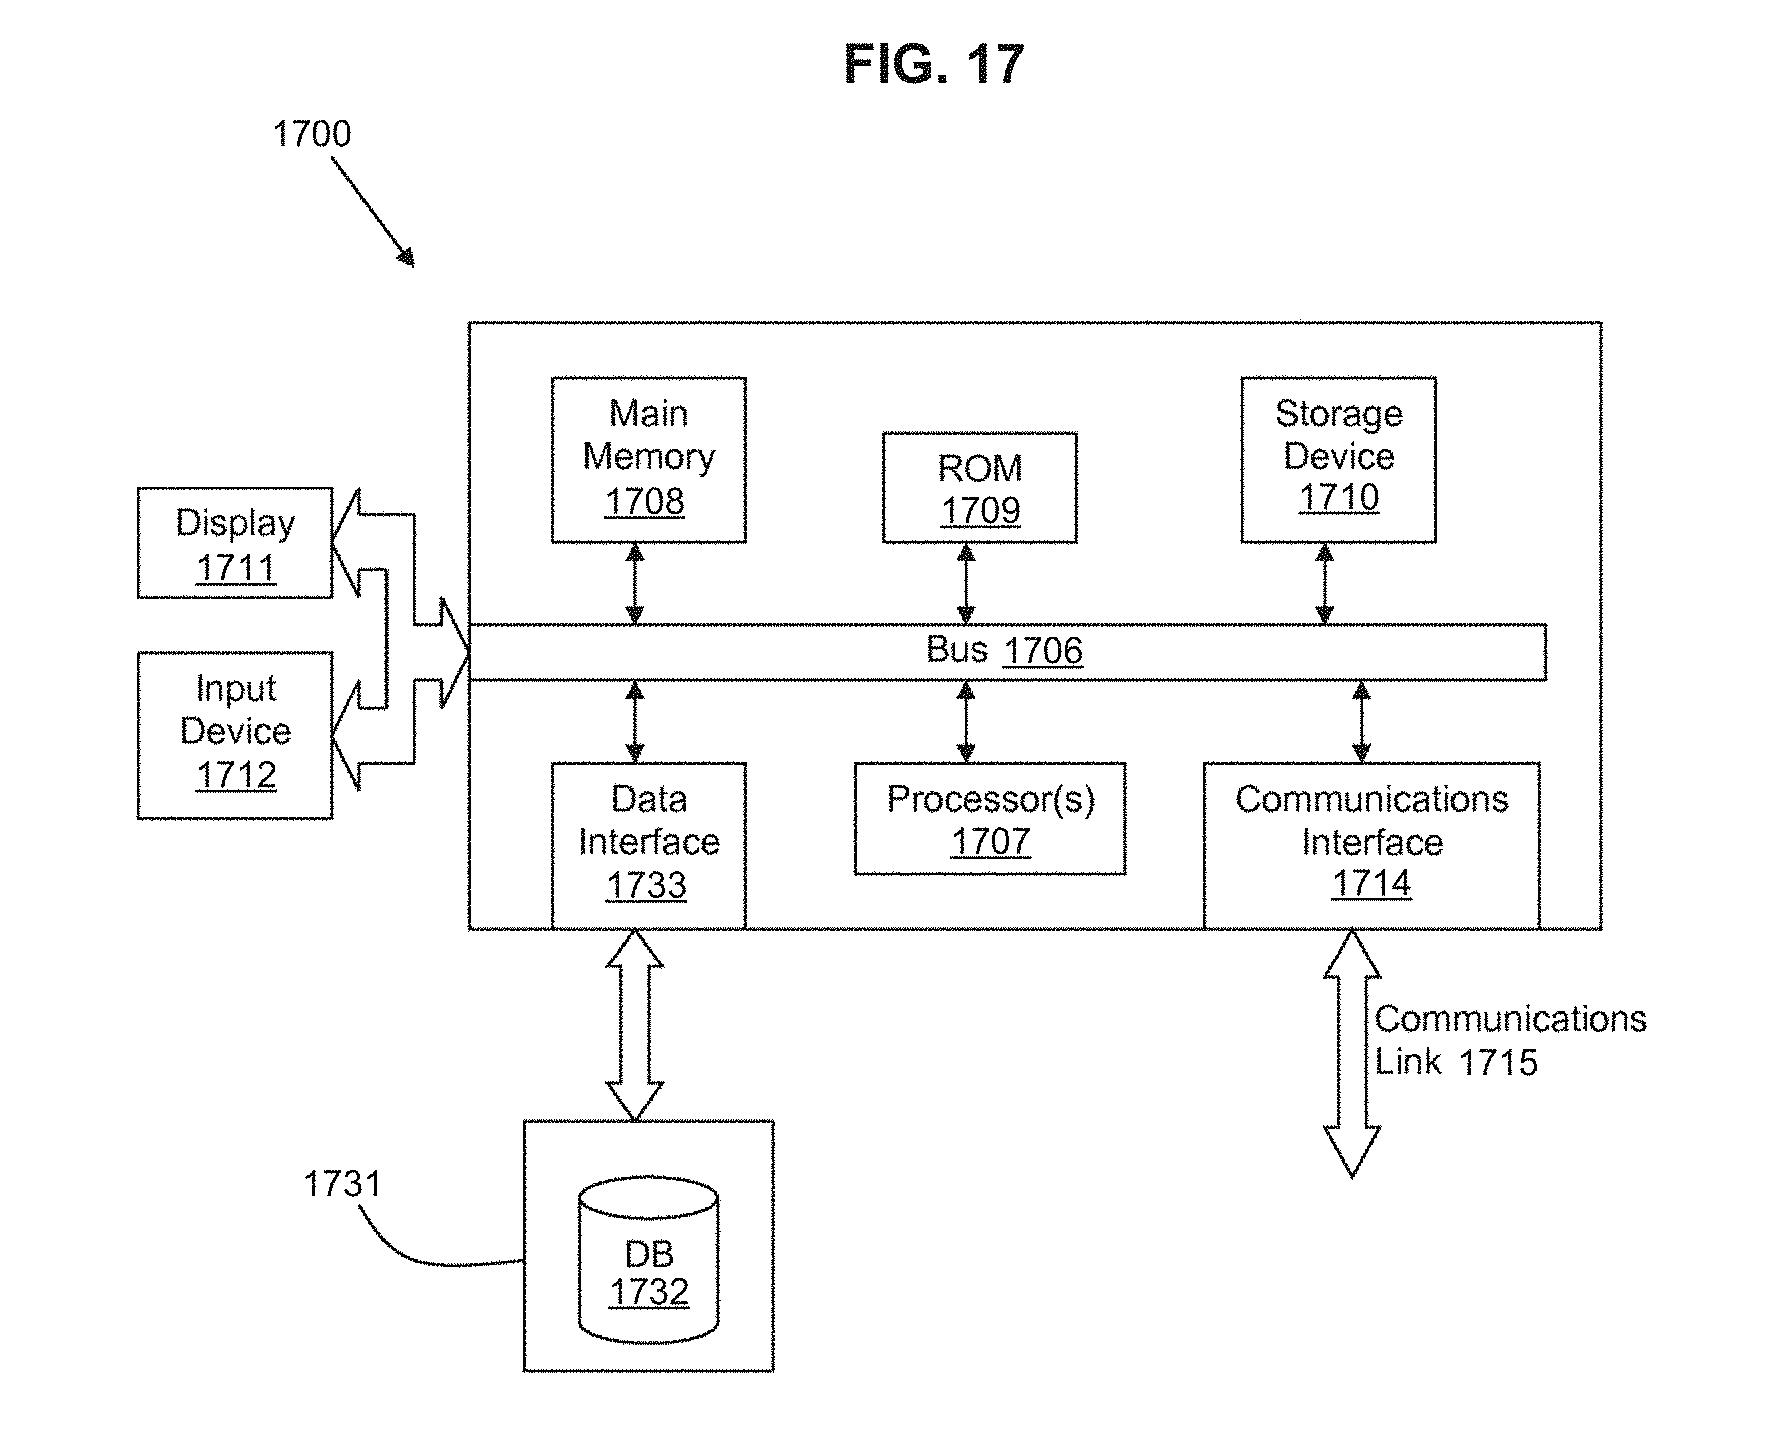 FIG. 17
1700
Main
Memory
1708
ROM
1709
Storage
Device
1710
Display
1711
Bus 1706
Input
Device
1712
Data
Interface
1733
Processor(s)
1707
Communications
Interface
1714
Communications
Link 1715
1731
DB
1732